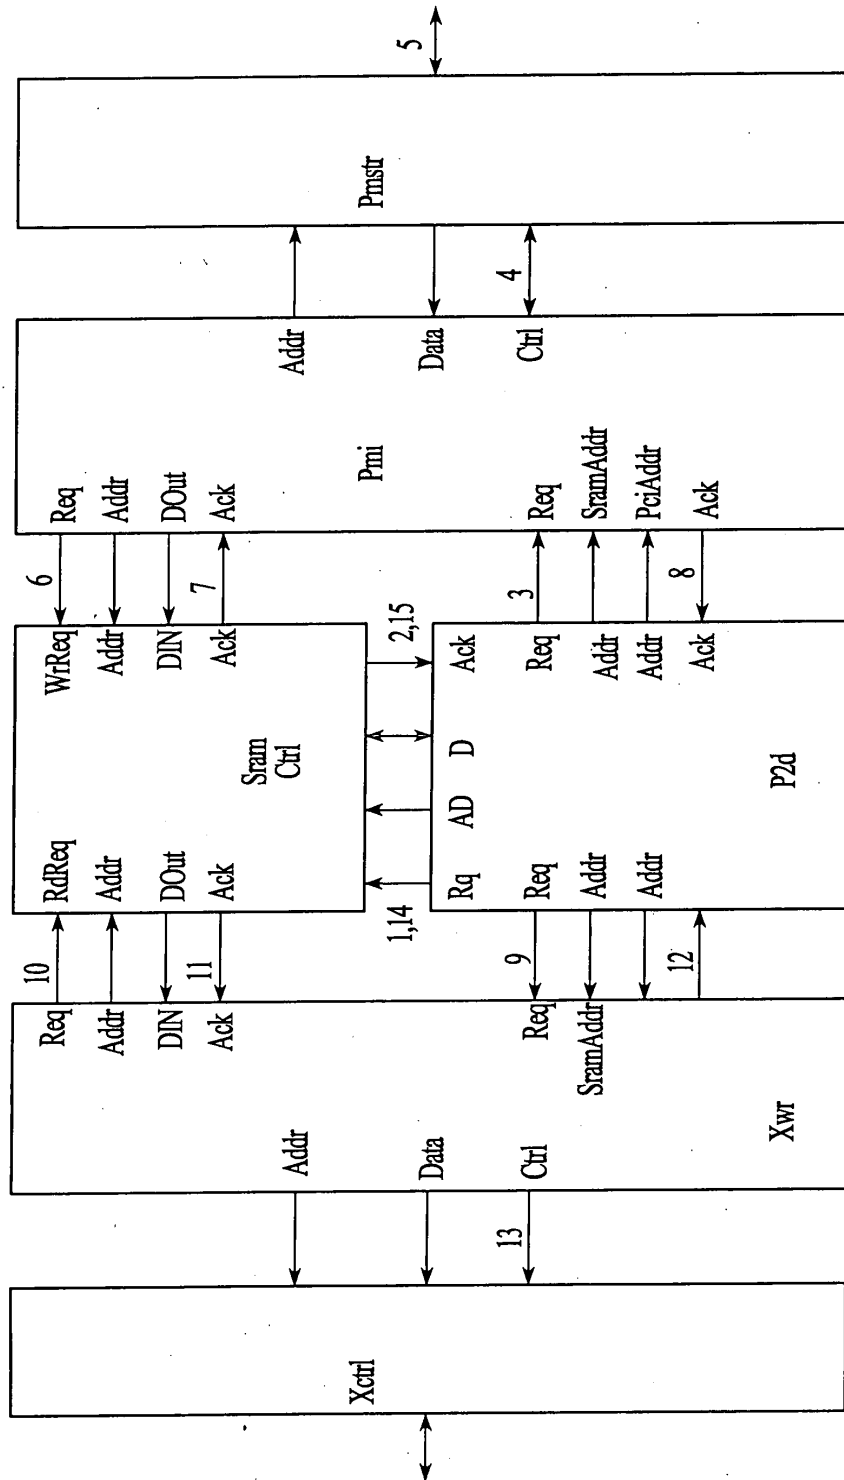 Req 10 RdReq WrReq 6 Req
Addr Addr Addr Addr
DIN DOut DIN DOut
Ack 11 Ack Ack 7 Ack
Sram
Ctrl
Addr Addr
Xctrl Pmi Pmstr
1,14 2,15 5
Data Data
Rq AD D Ack
Ctrl 13 Req 9 Req Req 3 Req Ctrl 4
SramAddr Addr Addr SramAddr
Addr Addr PciAddr
12 Ack 8 Ack
Xwr P2d